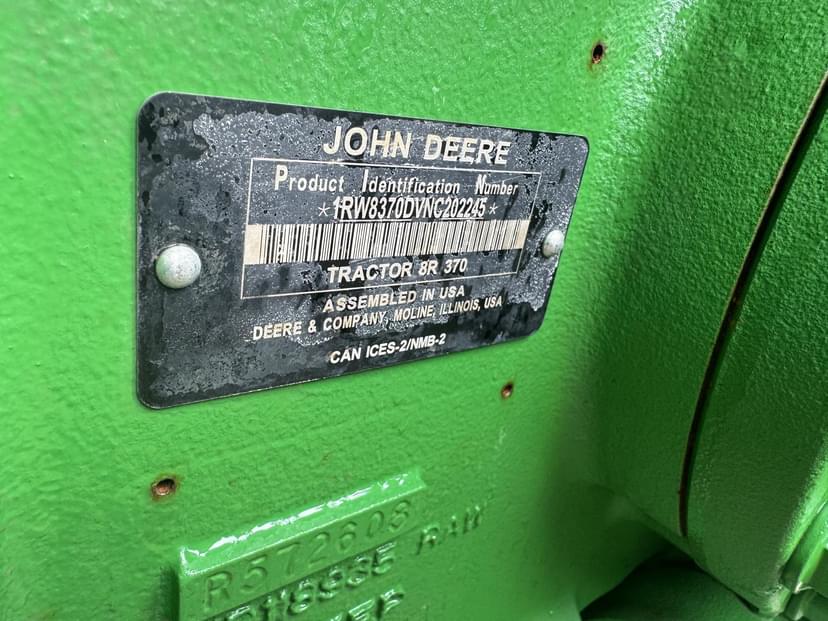 JOHN DEERE
Product Identification Number
*1RW8370DVNC202245*
TRACTOR 8R 370
ASSEMBLED IN USA
DEERE & COMPANY, MOLINE, ILLINOIS, USA
CAN ICES-2/NMB-2
R572608
RAW